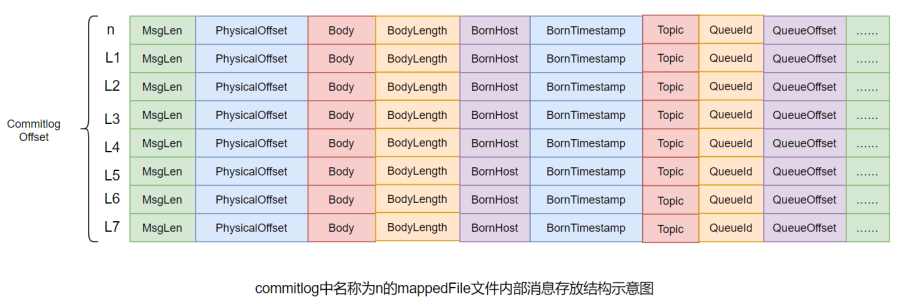 n MsgLen PhysicalOffset Body BodyLength BornHost BornTimestamp Topic QueueId QueueOffset ……
L1 MsgLen PhysicalOffset Body BodyLength BornHost BornTimestamp Topic QueueId QueueOffset ……
L2 MsgLen PhysicalOffset Body BodyLength BornHost BornTimestamp Topic QueueId QueueOffset ……
L3 MsgLen PhysicalOffset Body BodyLength BornHost BornTimestamp Topic QueueId QueueOffset ……
Commitlog
Offset
L4 MsgLen PhysicalOffset Body BodyLength BornHost BornTimestamp Topic QueueId QueueOffset ……
L5 MsgLen PhysicalOffset Body BodyLength BornHost BornTimestamp Topic QueueId QueueOffset ……
L6 MsgLen PhysicalOffset Body BodyLength BornHost BornTimestamp Topic QueueId QueueOffset ……
L7 MsgLen PhysicalOffset Body BodyLength BornHost BornTimestamp Topic QueueId QueueOffset ……
commitlog中名称为n的mappedFile文件内部消息存放结构示意图